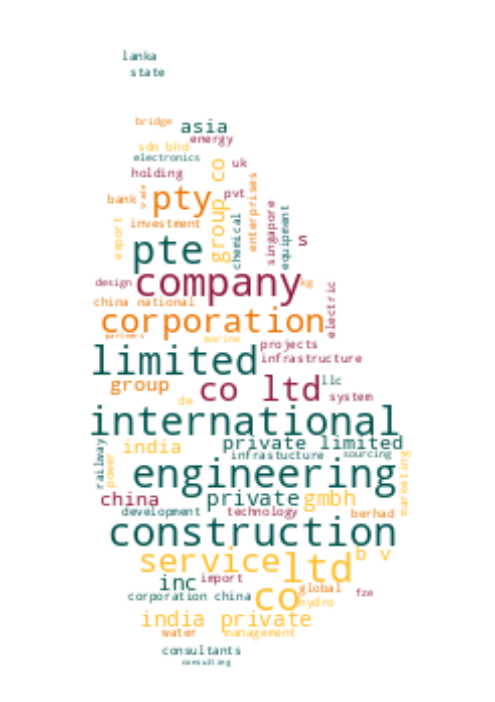 lanka
state
bridge
asia
energy
sdn bhd
electronics
co
uk
holding
bank
trade
pty
pvt
enterprises
group
investment
export
chemical
singapore
equipment
s
pte
design
company
kg
electric
china national
corporation
partners
marine
projects
limited
infrastructure
group
co ltd
llc
de
system
international
railway
power
india
private limited
infrastucture
sourcing
marketing
engineering
china
private
gmbh
development
technology
berhad
construction
service
ltd
b v
inc
import
corporation china
co
global
hydro
fze
india private
water
management
consultants
consulting